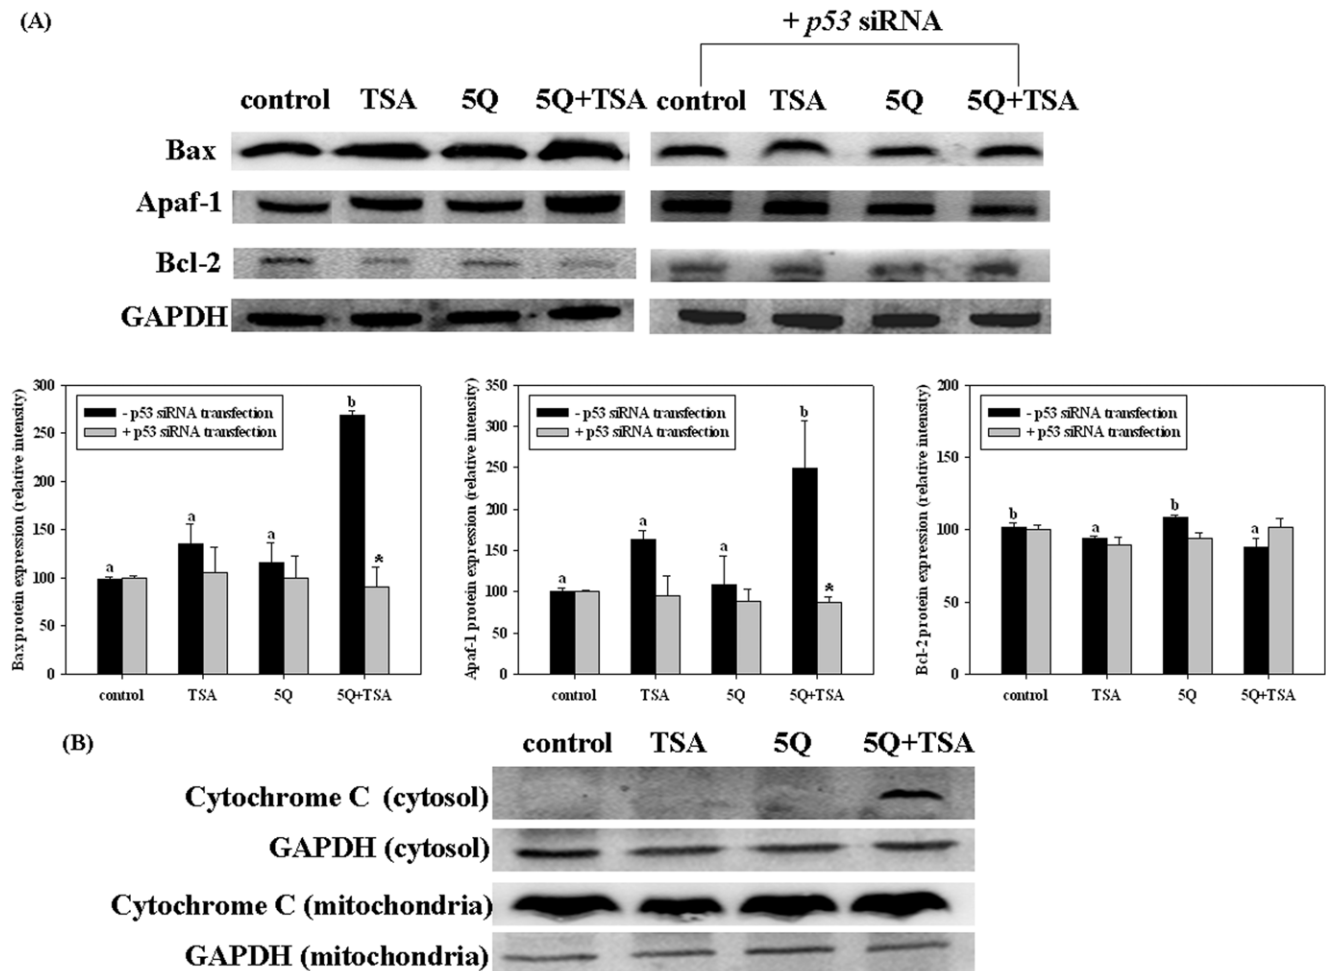 (A)
+ p53 siRNA
control TSA 5Q 5Q+TSA control TSA 5Q 5Q+TSA
Bax
Apaf-1
Bcl-2
GAPDH
Bax protein expression (relative intensity)
300
250
200
150
100
50
0
- p53 siRNA transfection
+ p53 siRNA transfection
a
a
a
b
*
control TSA 5Q 5Q+TSA
Apaf-1 protein expression (relative intensity)
350
300
250
200
150
100
50
0
- p53 siRNA transfection
+ p53 siRNA transfection
a
a
a
b
*
control TSA 5Q 5Q+TSA
Bcl-2 protein expression (relative intensity)
200
150
100
50
0
- p53 siRNA transfection
+ p53 siRNA transfection
b
a
b
a
control TSA 5Q 5Q+TSA
(B)
control TSA 5Q 5Q+TSA
Cytochrome C (cytosol)
GAPDH (cytosol)
Cytochrome C (mitochondria)
GAPDH (mitochondria)